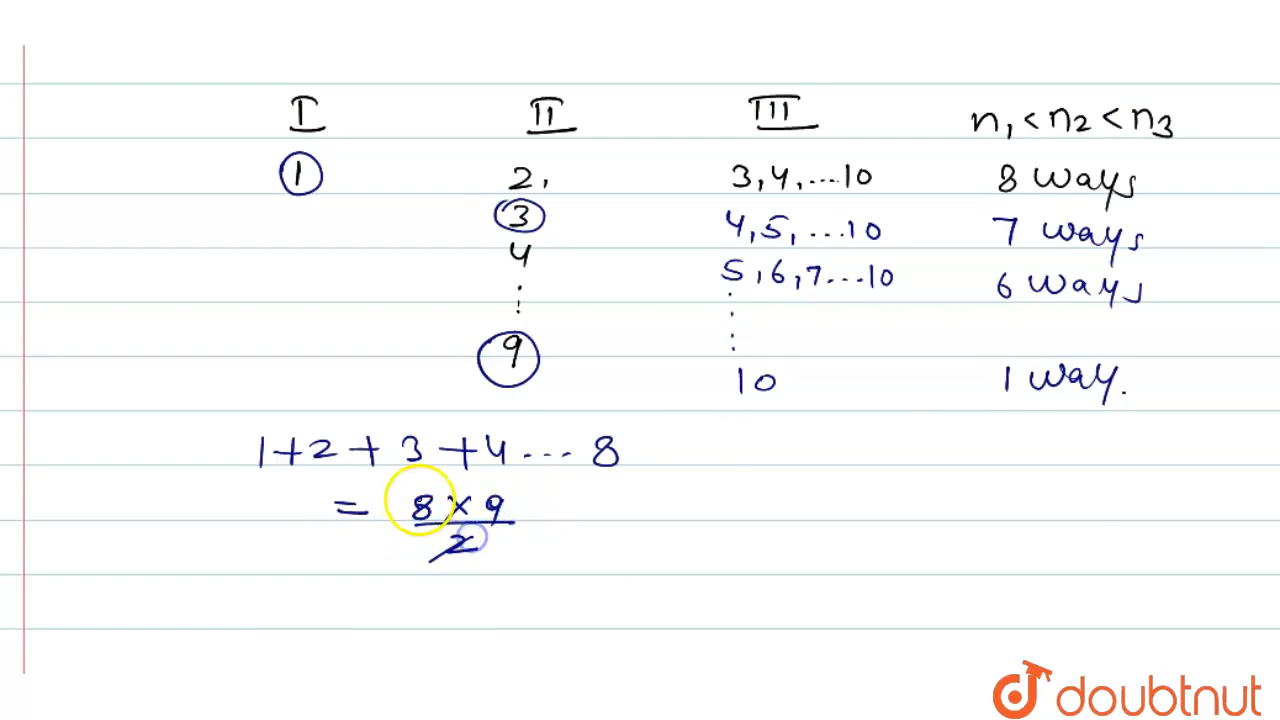 I II III n₁ < n₂ < n₃
1 2, 3, 4, ... 10 8 ways
3 4, 5, ... 10 7 ways
4 5, 6, 7 ... 10 6 ways
9 10 1 way.
1 + 2 + 3 + 4 ... 8
= 8 × 9
2
doubtnut